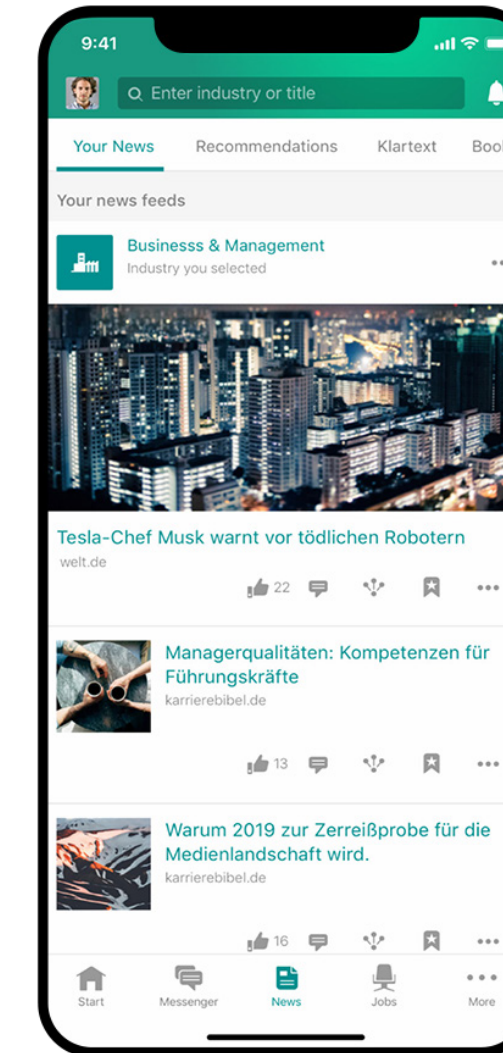 9:41
Enter industry or title
Your News Recommendations Klartext
Your news feeds
Businesss & Management
Industry you selected
Tesla-Chef Musk warnt vor tödlichen Robotern
welt.de
22
Managerqualitäten: Kompetenzen für
Führungskräfte
karrierebibel.de
13
Warum 2019 zur Zerreißprobe für die
Medienlandschaft wird.
karrierebibel.de
16
Start Messenger News Jobs More